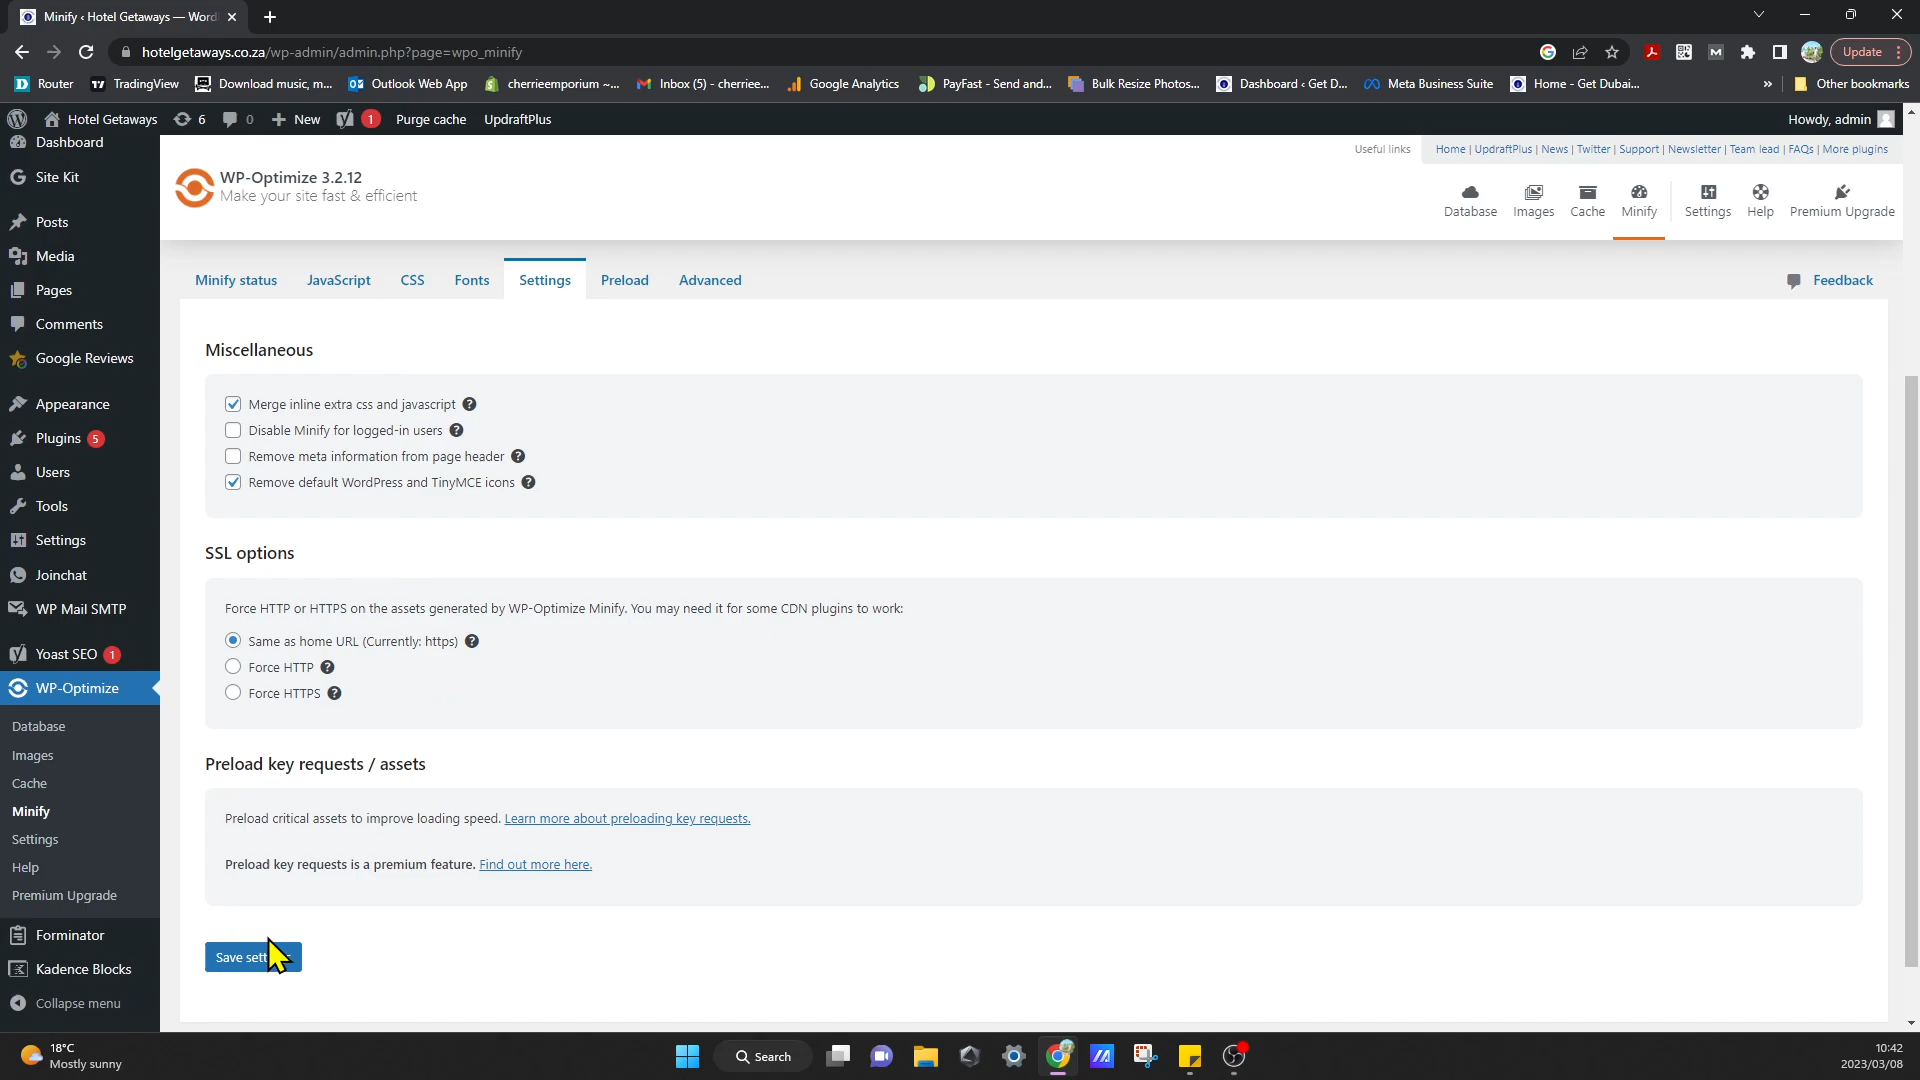 Minify ‹ Hotel Getaways — Word
hotelgetaways.co.za/wp-admin/admin.php?page=wpo_minify
Update
Router
TradingView
Download music, m...
Outlook Web App
cherrieemporium ~...
Inbox (5) - cherriee...
Google Analytics
PayFast - Send and...
Bulk Resize Photos...
Dashboard ‹ Get D...
Meta Business Suite
Home - Get Dubai...
»
Other bookmarks
Hotel Getaways
6
0
New
1
Purge cache
UpdraftPlus
Howdy, admin
Dashboard
Site Kit
Posts
Media
Pages
Comments
Google Reviews
Appearance
Plugins 5
Users
Tools
Settings
Joinchat
WP Mail SMTP
Yoast SEO 1
WP-Optimize
Database
Images
Cache
Minify
Settings
Help
Premium Upgrade
Forminator
Kadence Blocks
Collapse menu
WP-Optimize 3.2.12
Make your site fast & efficient
Useful links
Home | UpdraftPlus | News | Twitter | Support | Newsletter | Team lead | FAQs | More plugins
Database
Images
Cache
Minify
Settings
Help
Premium Upgrade
Minify status
JavaScript
CSS
Fonts
Settings
Preload
Advanced
Feedback
Miscellaneous
Merge inline extra css and javascript ?
Disable Minify for logged-in users ?
Remove meta information from page header ?
Remove default WordPress and TinyMCE icons ?
SSL options
Force HTTP or HTTPS on the assets generated by WP-Optimize Minify. You may need it for some CDN plugins to work:
Same as home URL (Currently: https) ?
Force HTTP ?
Force HTTPS ?
Preload key requests / assets
Preload critical assets to improve loading speed. Learn more about preloading key requests.
Preload key requests is a premium feature. Find out more here.
Save sett
18°C
Mostly sunny
Search
10:42
2023/03/08